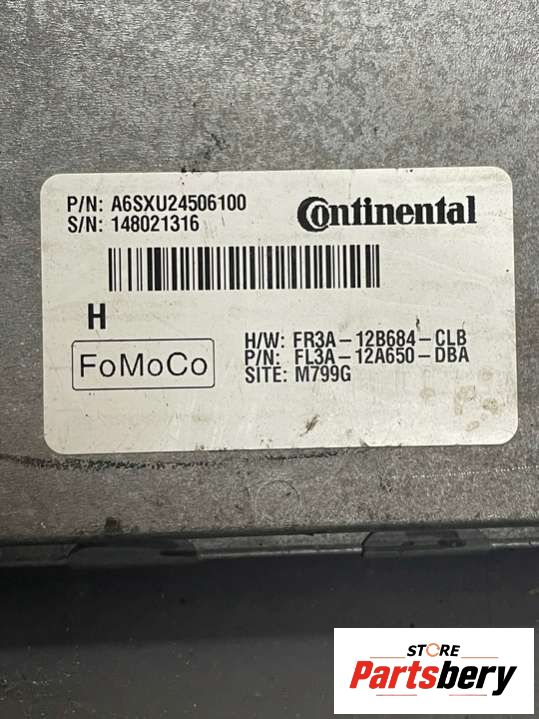 P/N: A6SXU24506100
S/N: 148021316
Continental
H
FoMoCo
H/W: FR3A-12B684-CLB
P/N: FL3A-12A650-DBA
SITE: M799G
STORE
Partsbery